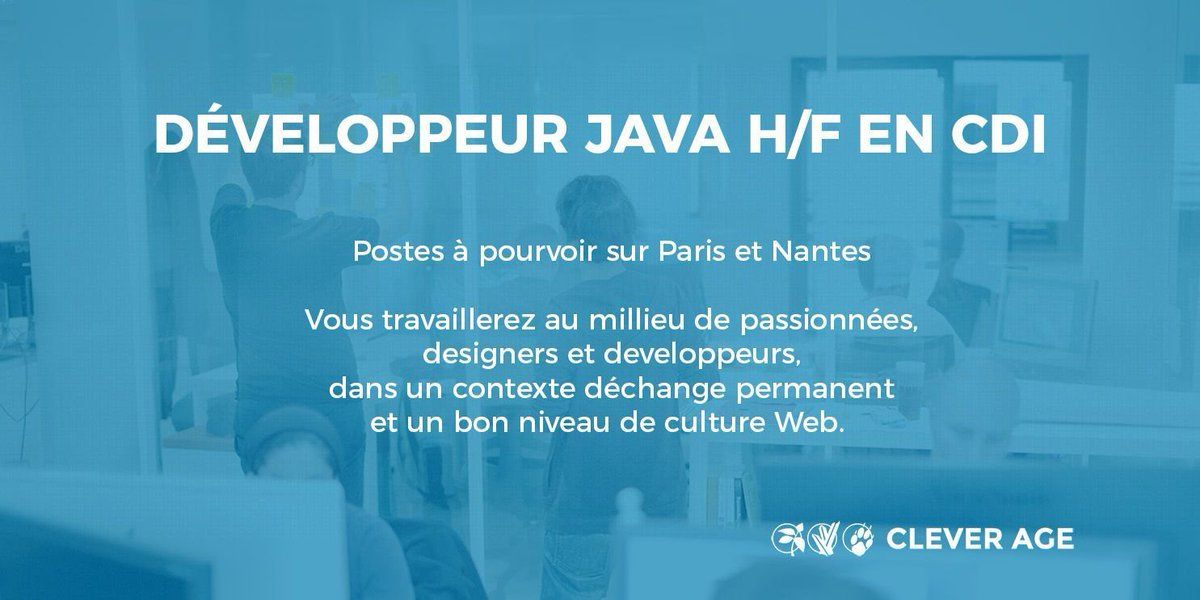 DÉVELOPPEUR JAVA H/F EN CDI
Postes à pourvoir sur Paris et Nantes
Vous travaillerez au millieu de passionnées,
designers et developpeurs,
dans un contexte déchange permanent
et un bon niveau de culture Web.
CLEVER AGE